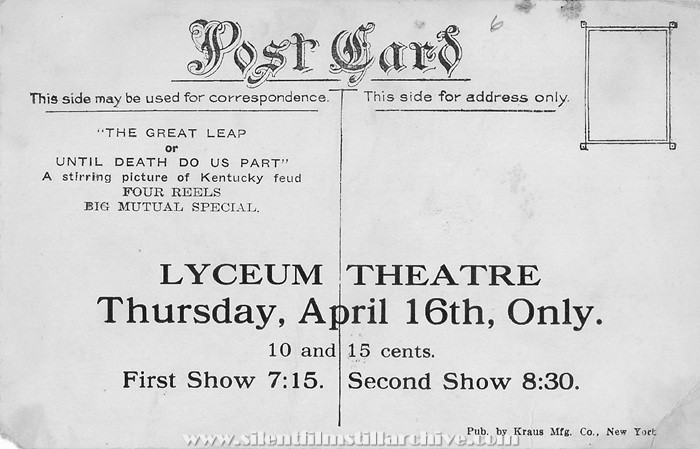 6
Post Card
This side may be used for correspondence.
This side for address only.
"THE GREAT LEAP
or
UNTIL DEATH DO US PART"
A stirring picture of Kentucky feud
FOUR REELS
BIG MUTUAL SPECIAL.
LYCEUM THEATRE
Thursday, April 16th, Only.
10 and 15 cents.
First Show 7:15. Second Show 8:30.
Pub. by Kraus Mfg. Co., New York
www.silentfilmstillarchive.com